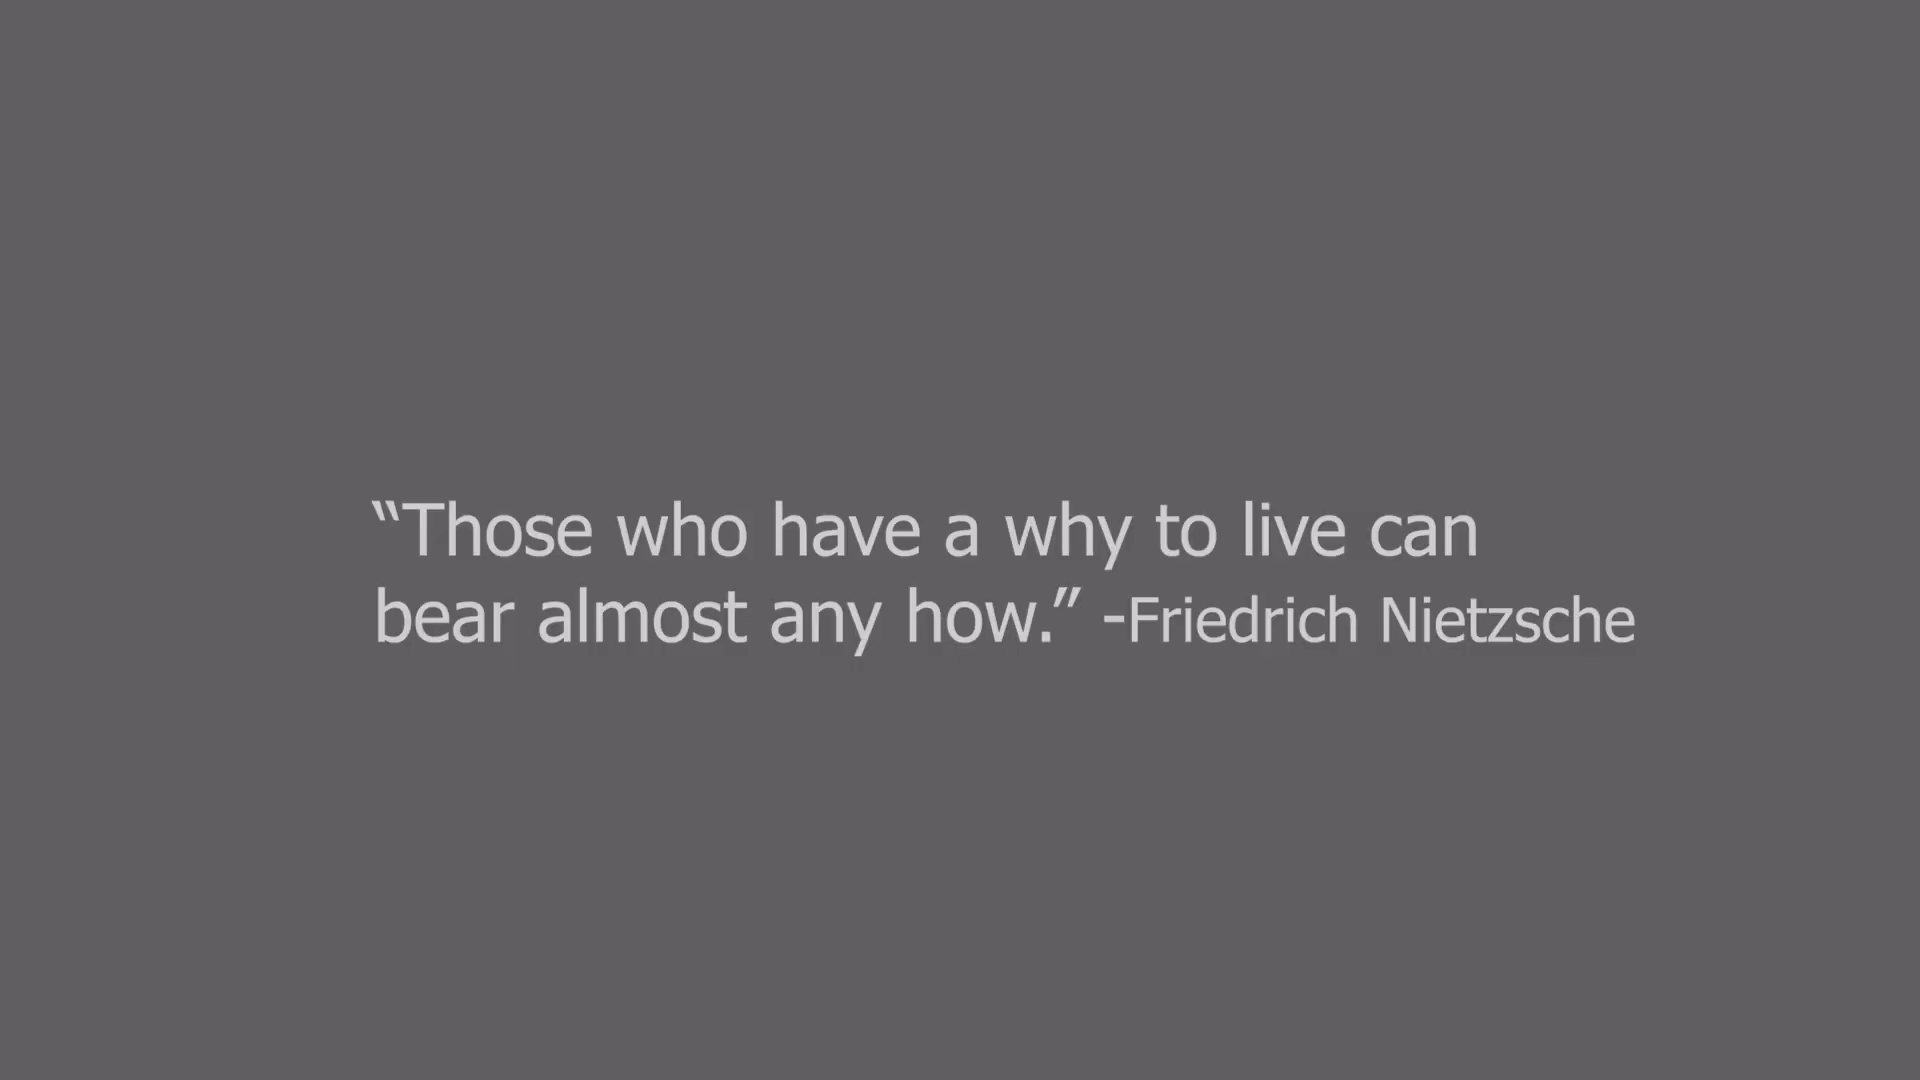 “Those who have a why to live can
bear almost any how.” -Friedrich Nietzsche